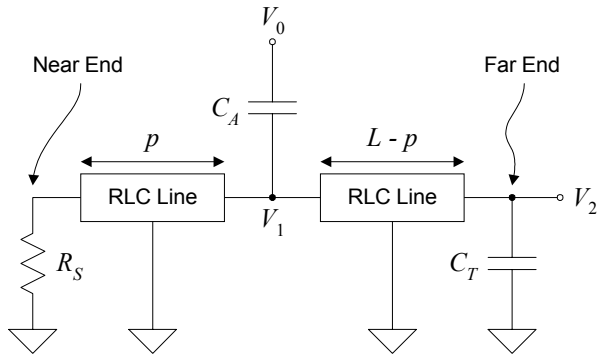 V0
Near End
Far End
CA
p
L - p
RLC Line
RLC Line
V1
V2
RS
CT